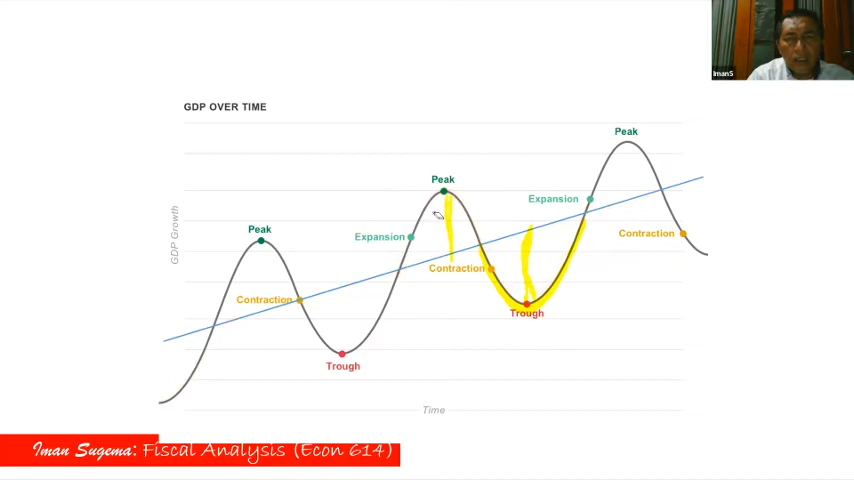 ImanS
GDP OVER TIME
Peak
Peak
Peak
Expansion
Expansion
Contraction
Contraction
Contraction
Trough
Trough
GDP Growth
Time
Iman Sugema: Fiscal Analysis (Econ 614)